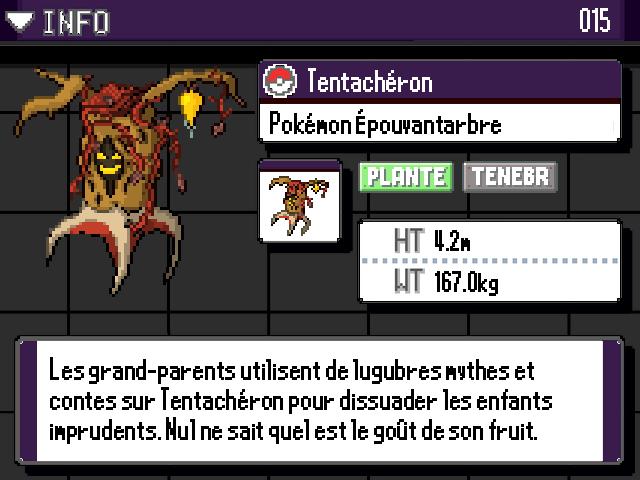 INFO
015
Tentachéron
Pokémon Épouvantarbre
PLANTE TENEBR
HT 4.2m
WT 167.0kg
Les grand-parents utilisent de lugubres mythes et
contes sur Tentachéron pour dissuader les enfants
imprudents. Nul ne sait quel est le goût de son fruit.